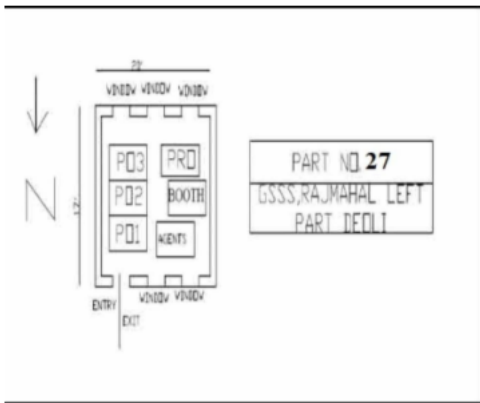 20'
WINDOW WINDOW WINDOW
N
PO3 PRO
PO2 BOOTH
PO1 AGENTS
ENTRY WINDOW WINDOW
EXIT
PART NO. 27
GSSS,RAJMAHAL LEFT
PART DEOLI